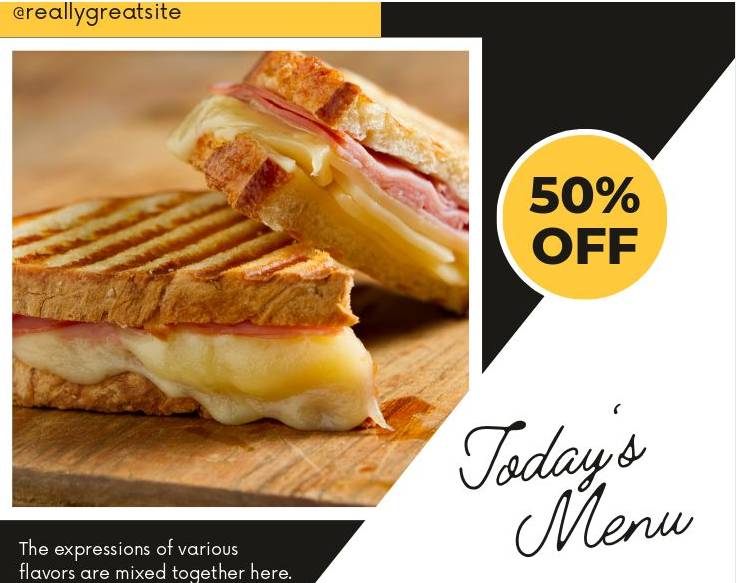 @reallygreatsite
50%
OFF
Today's
Menu
The expressions of various
flavors are mixed together here.